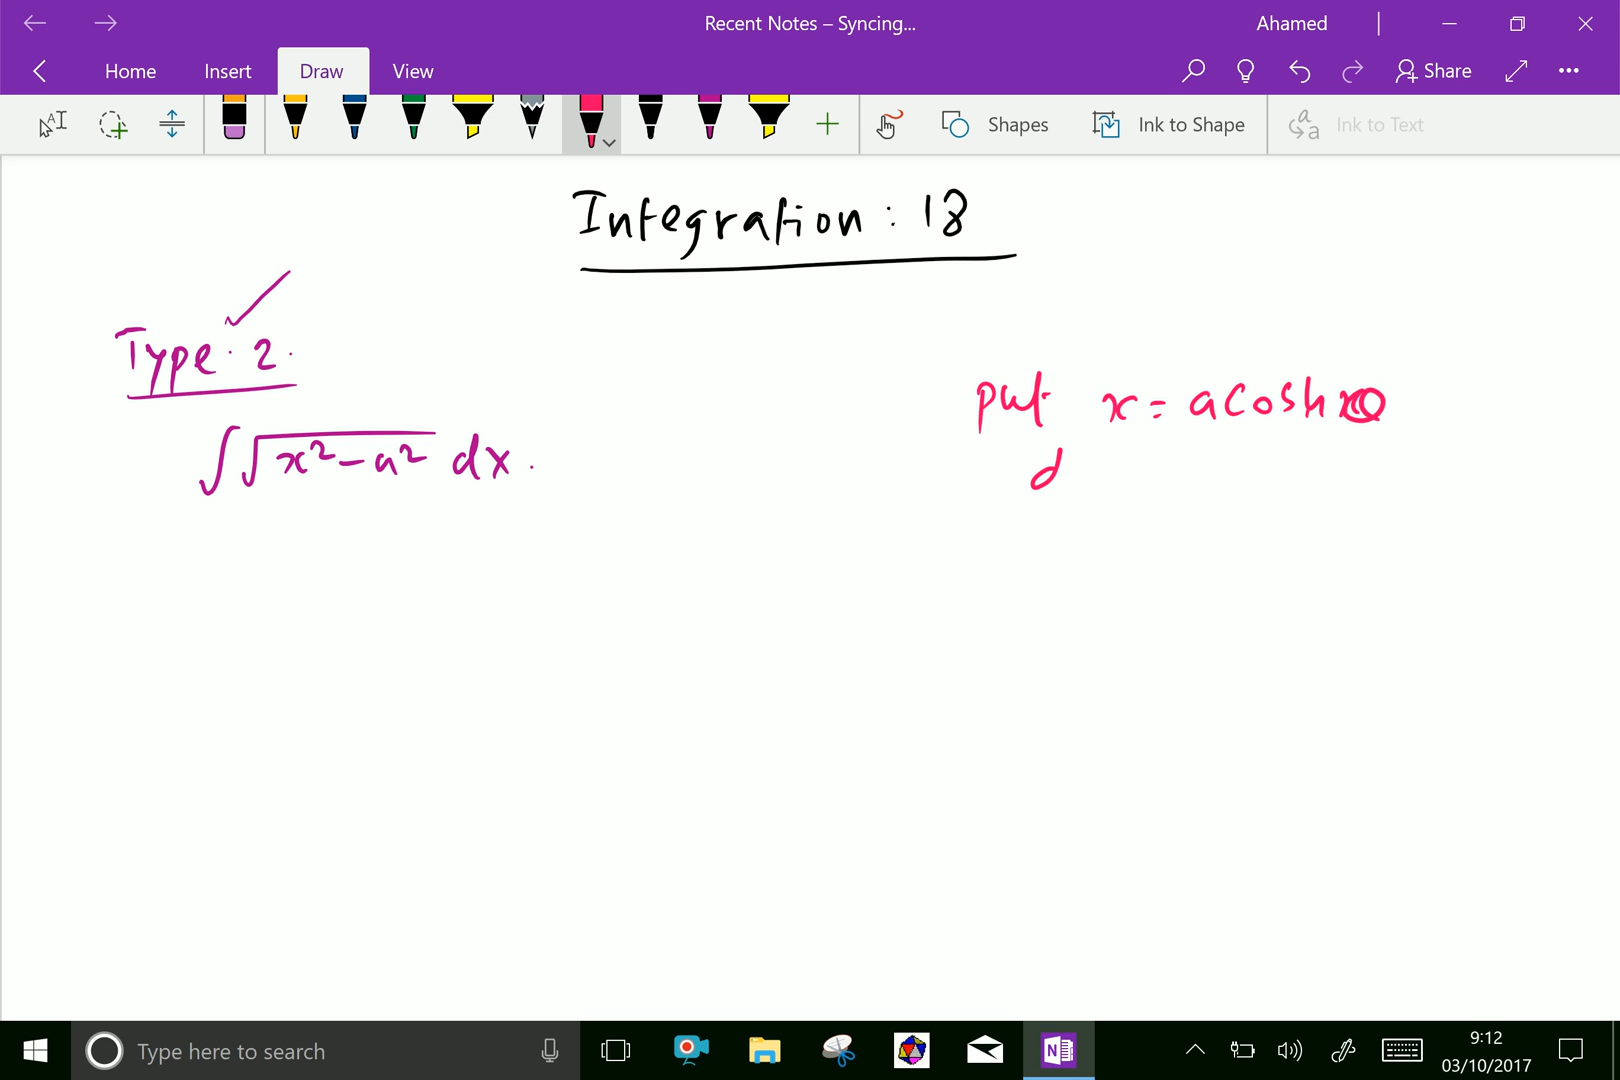 Recent Notes – Syncing...
Ahamed
Home Insert Draw View Share
Shapes Ink to Shape Ink to Text
Integration : 18
Type . 2 .
put x = a cosh
∫√x²-a² dx .
d
Type here to search
9:12
03/10/2017